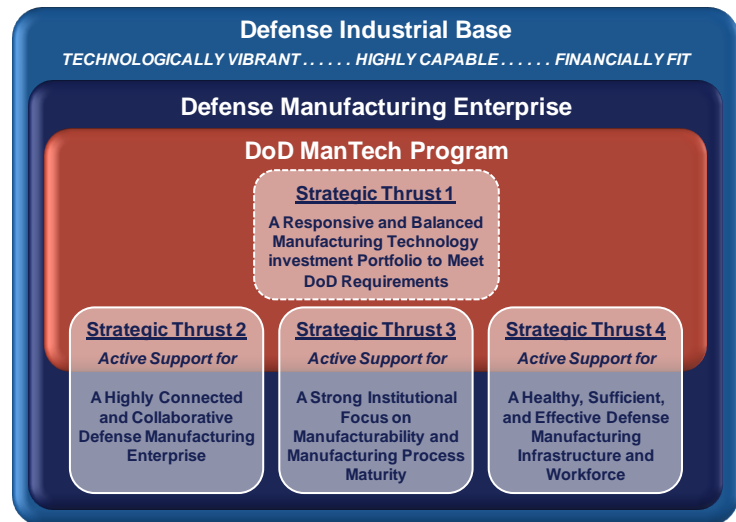 Defense Industrial Base
TECHNOLOGICALLY VIBRANT . . . . . . HIGHLY CAPABLE . . . . . . FINANCIALLY FIT
Defense Manufacturing Enterprise
DoD ManTech Program
Strategic Thrust 1
A Responsive and Balanced
Manufacturing Technology
investment Portfolio to Meet
DoD Requirements
Strategic Thrust 2
Active Support for
A Highly Connected
and Collaborative
Defense Manufacturing
Enterprise
Strategic Thrust 3
Active Support for
A Strong Institutional
Focus on
Manufacturability and
Manufacturing Process
Maturity
Strategic Thrust 4
Active Support for
A Healthy, Sufficient,
and Effective Defense
Manufacturing
Infrastructure and
Workforce